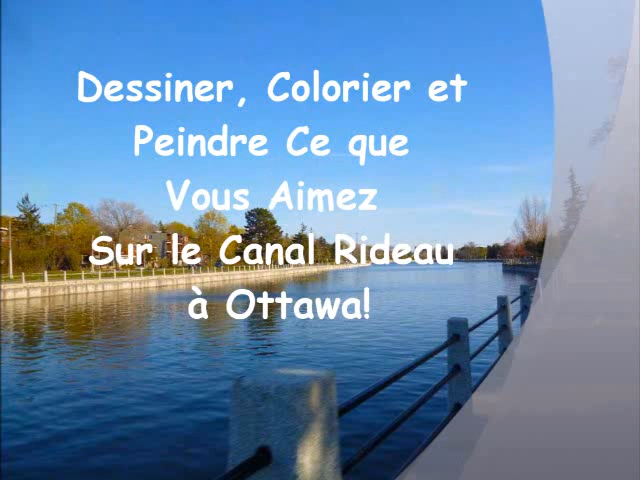 Dessiner, Colorier et
Peindre Ce que
Vous Aimez
Sur le Canal Rideau
à Ottawa!